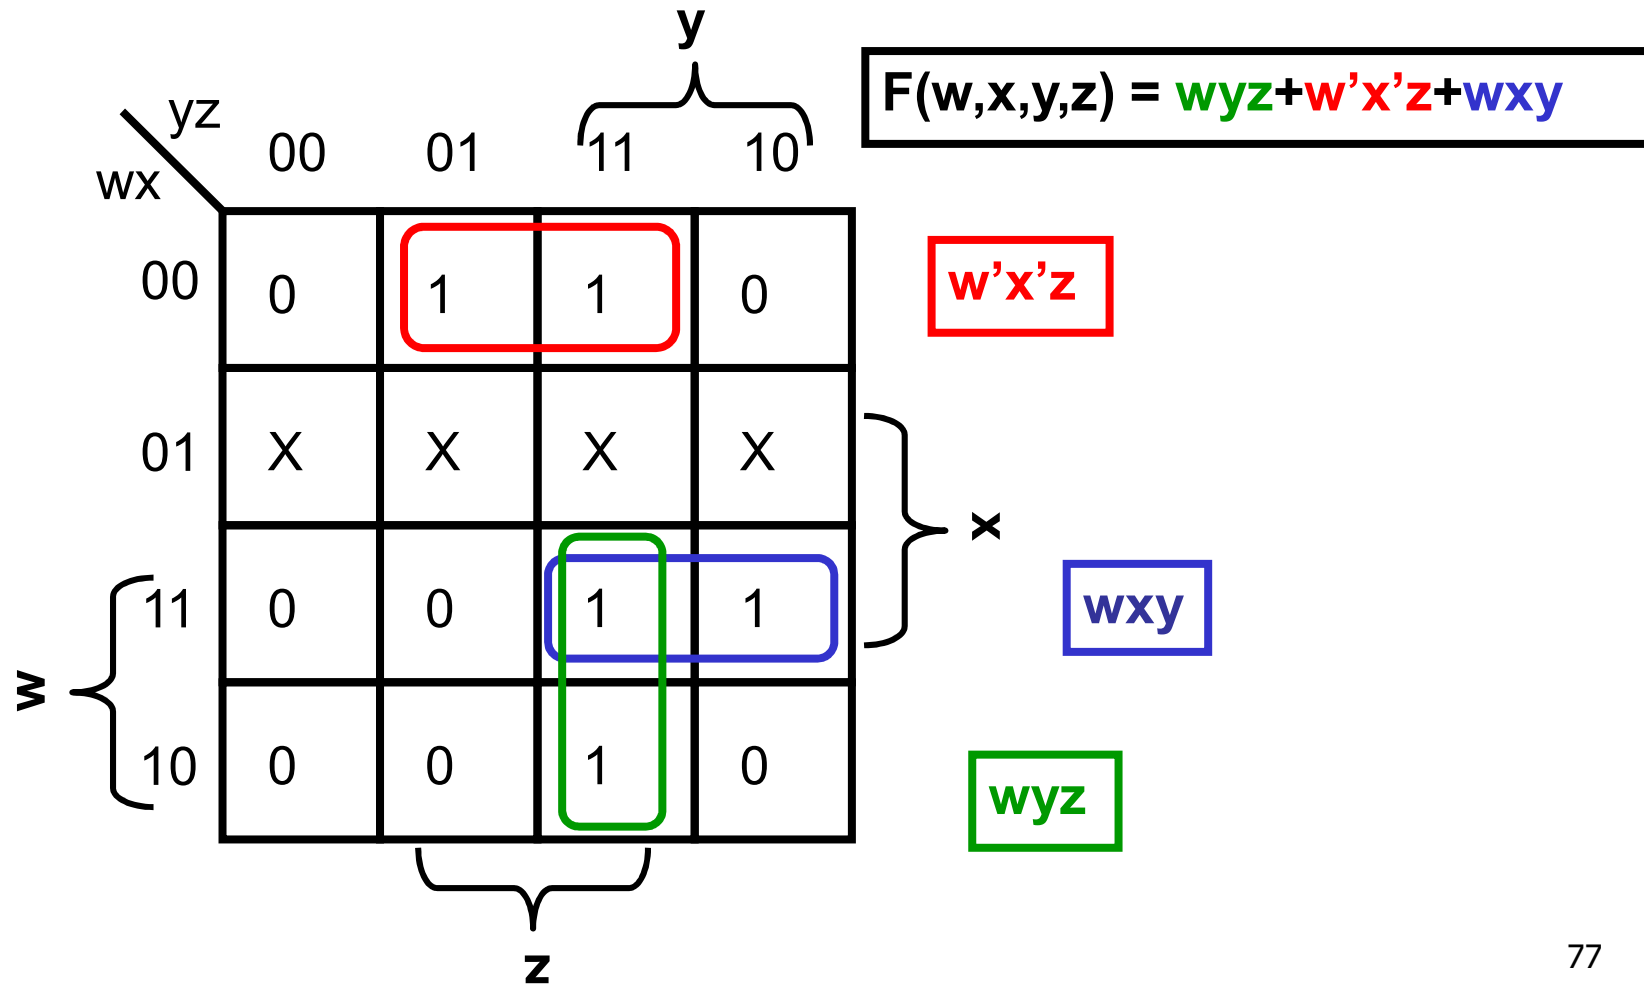 y
F(w,x,y,z) = wyz+w’x’z+wxy
yz
wx
00 01 11 10
00 0 1 1 0
w’x’z
01 X X X X
x
11 0 0 1 1
wxy
w
10 0 0 1 0
wyz
z
77